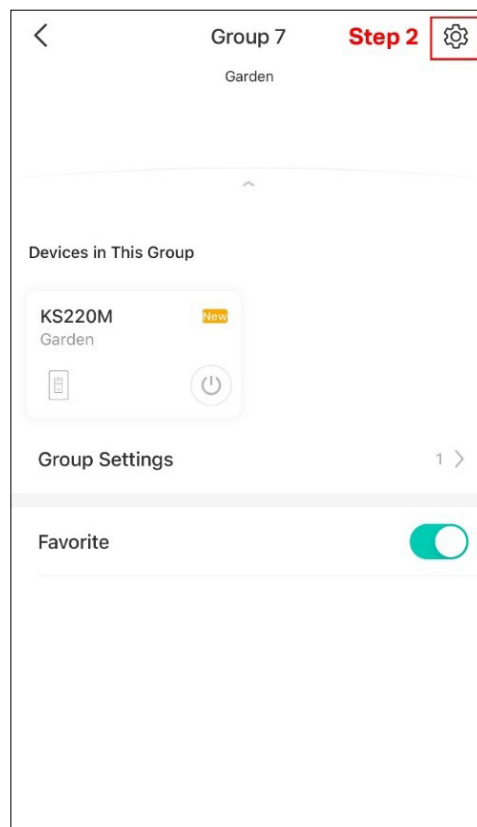 Group 7 Step 2
Garden
Devices in This Group
KS220M New
Garden
Group Settings 1
Favorite